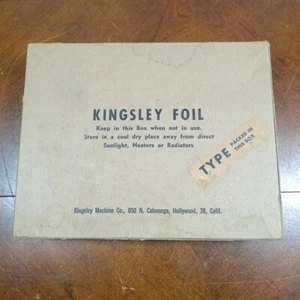 KINGSLEY FOIL
Keep in this Box when not in use.
Store in a cool dry place away from direct
Sunlight, Heaters or Radiators
TYPE PACKED IN
THIS BOX
Kingsley Machine Co., 850 N. Cahuenga, Hollywood, 38, Calif.